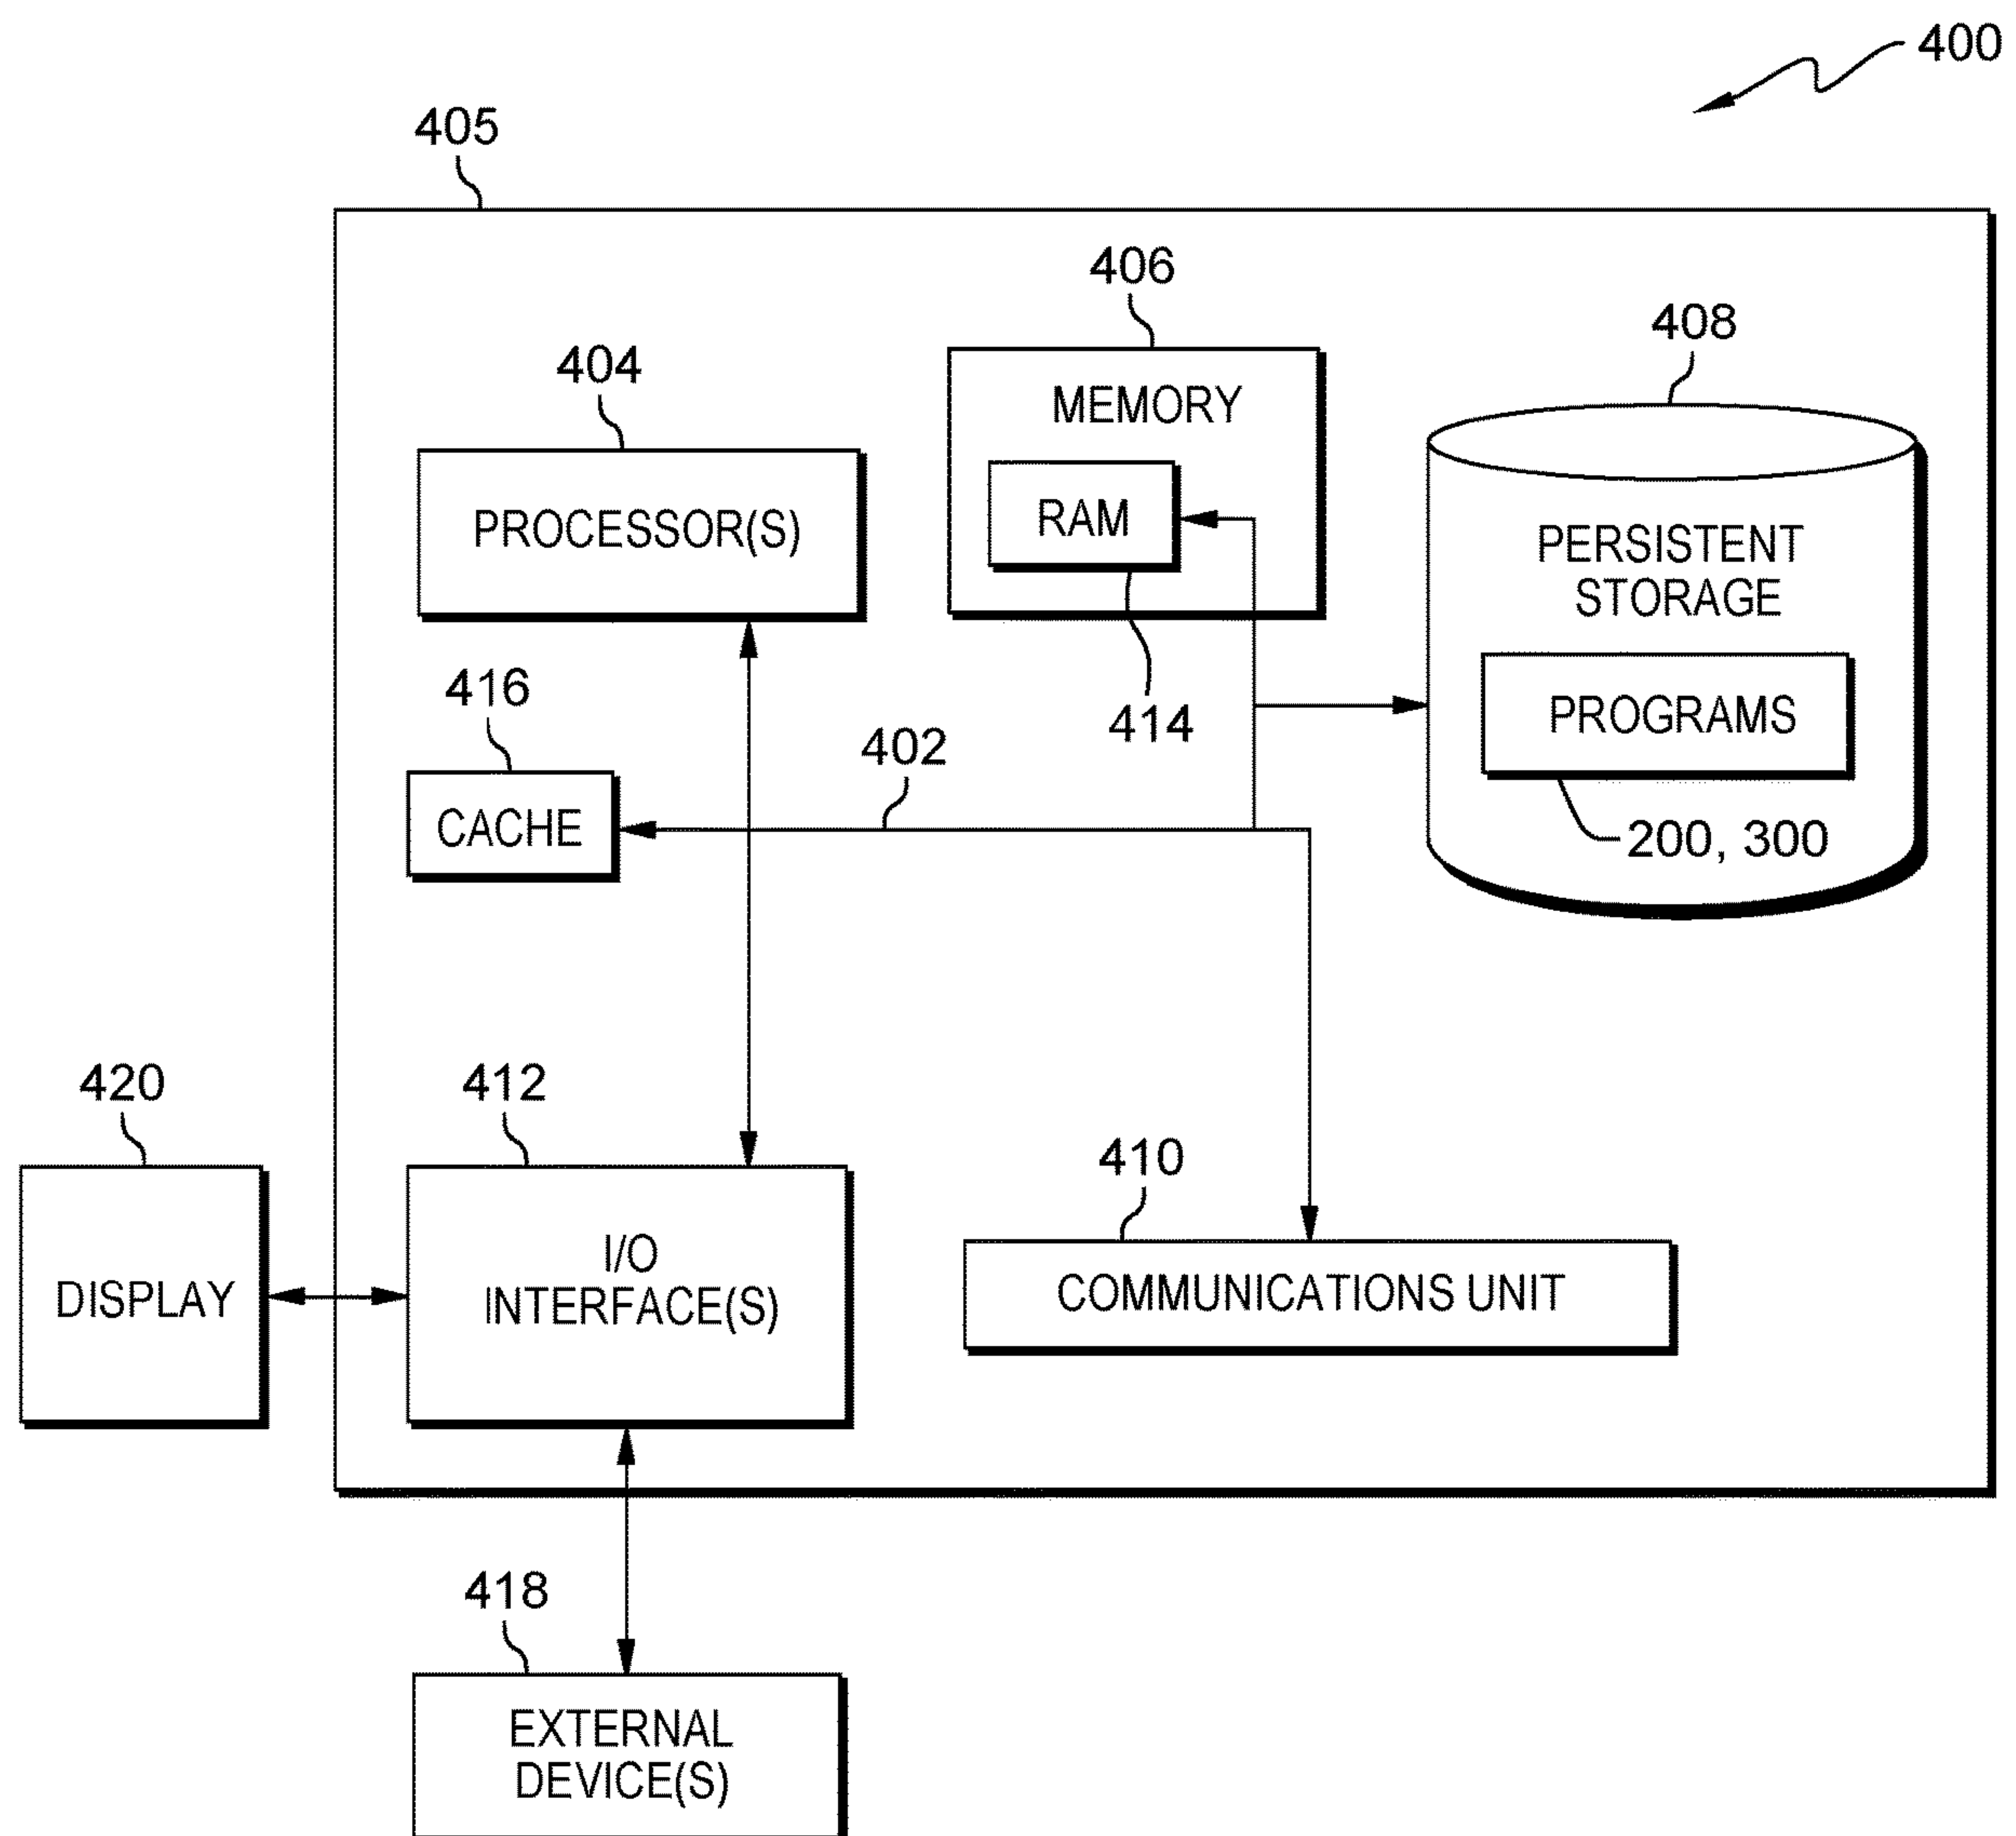 400
405
406
408
404
MEMORY
RAM
PROCESSOR(S)
PERSISTENT
STORAGE
416
414
PROGRAMS
402
CACHE
200, 300
420
412
410
DISPLAY
I/O
INTERFACE(S)
COMMUNICATIONS UNIT
418
EXTERNAL
DEVICE(S)